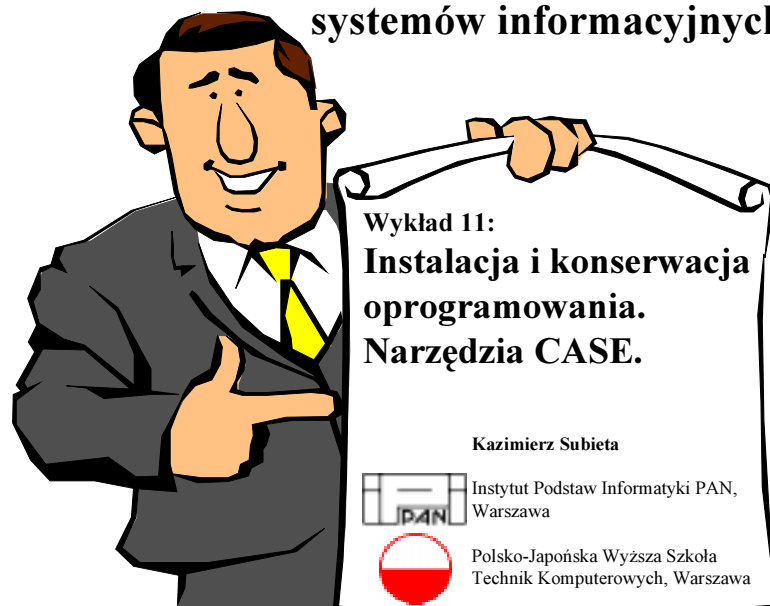 systemów informacyjnych
Wykład 11:
Instalacja i konserwacja
oprogramowania.
Narzędzia CASE.
Kazimierz Subieta
PAN
Instytut Podstaw Informatyki PAN,
Warszawa
Polsko-Japońska Wyższa Szkoła
Technik Komputerowych, Warszawa